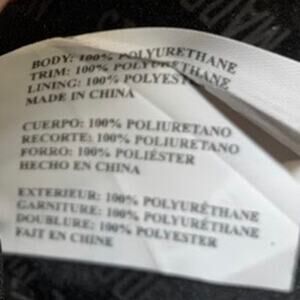 BODY: 100% POLYURETHANE
TRIM: 100% POLYURETHANE
LINING: 100% POLYESTER
MADE IN CHINA
CUERPO: 100% POLIURETANO
RECORTE: 100% POLIURETANO
FORRO: 100% POLIÉSTER
HECHO EN CHINA
EXTERIEUR: 100% POLYURÉTHANE
GARNITURE: 100% POLYURÉTHANE
DOUBLURE: 100% POLYESTER
FAIT EN CHINE